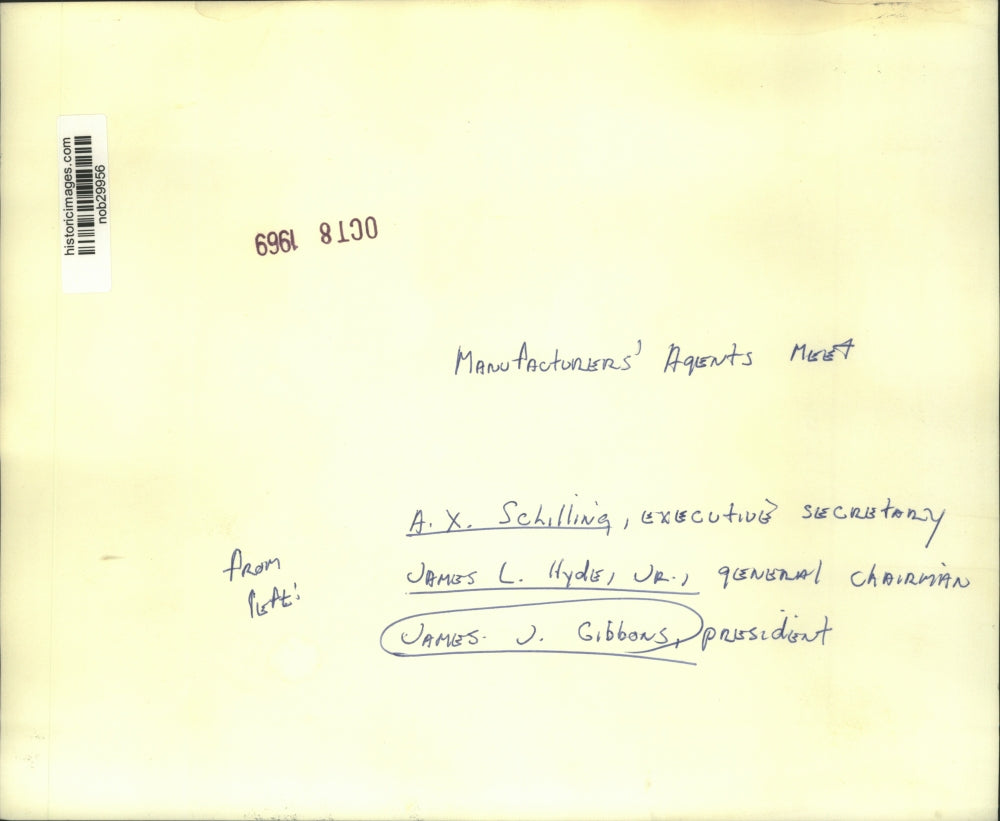 historicimages.com
nob29956
OCT 8 1969
Manufacturers' Agents Meet
A. X. Schilling, executive secretary
James L. Hyde, Jr., general chairman
James J. Gibbons, president
from
left: